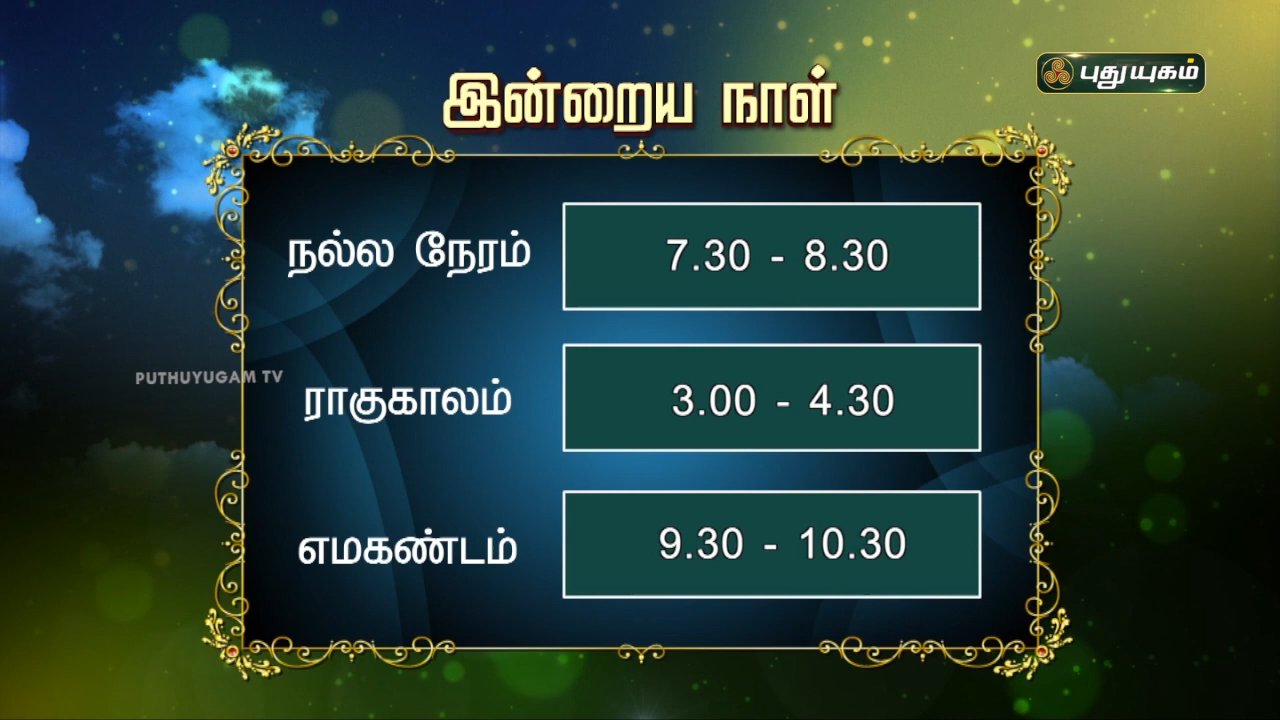 புதுயுகம்
இன்றைய நாள்
நல்ல நேரம் 7.30 - 8.30
PUTHUYUGAM TV
ராகுகாலம் 3.00 - 4.30
எமகண்டம் 9.30 - 10.30